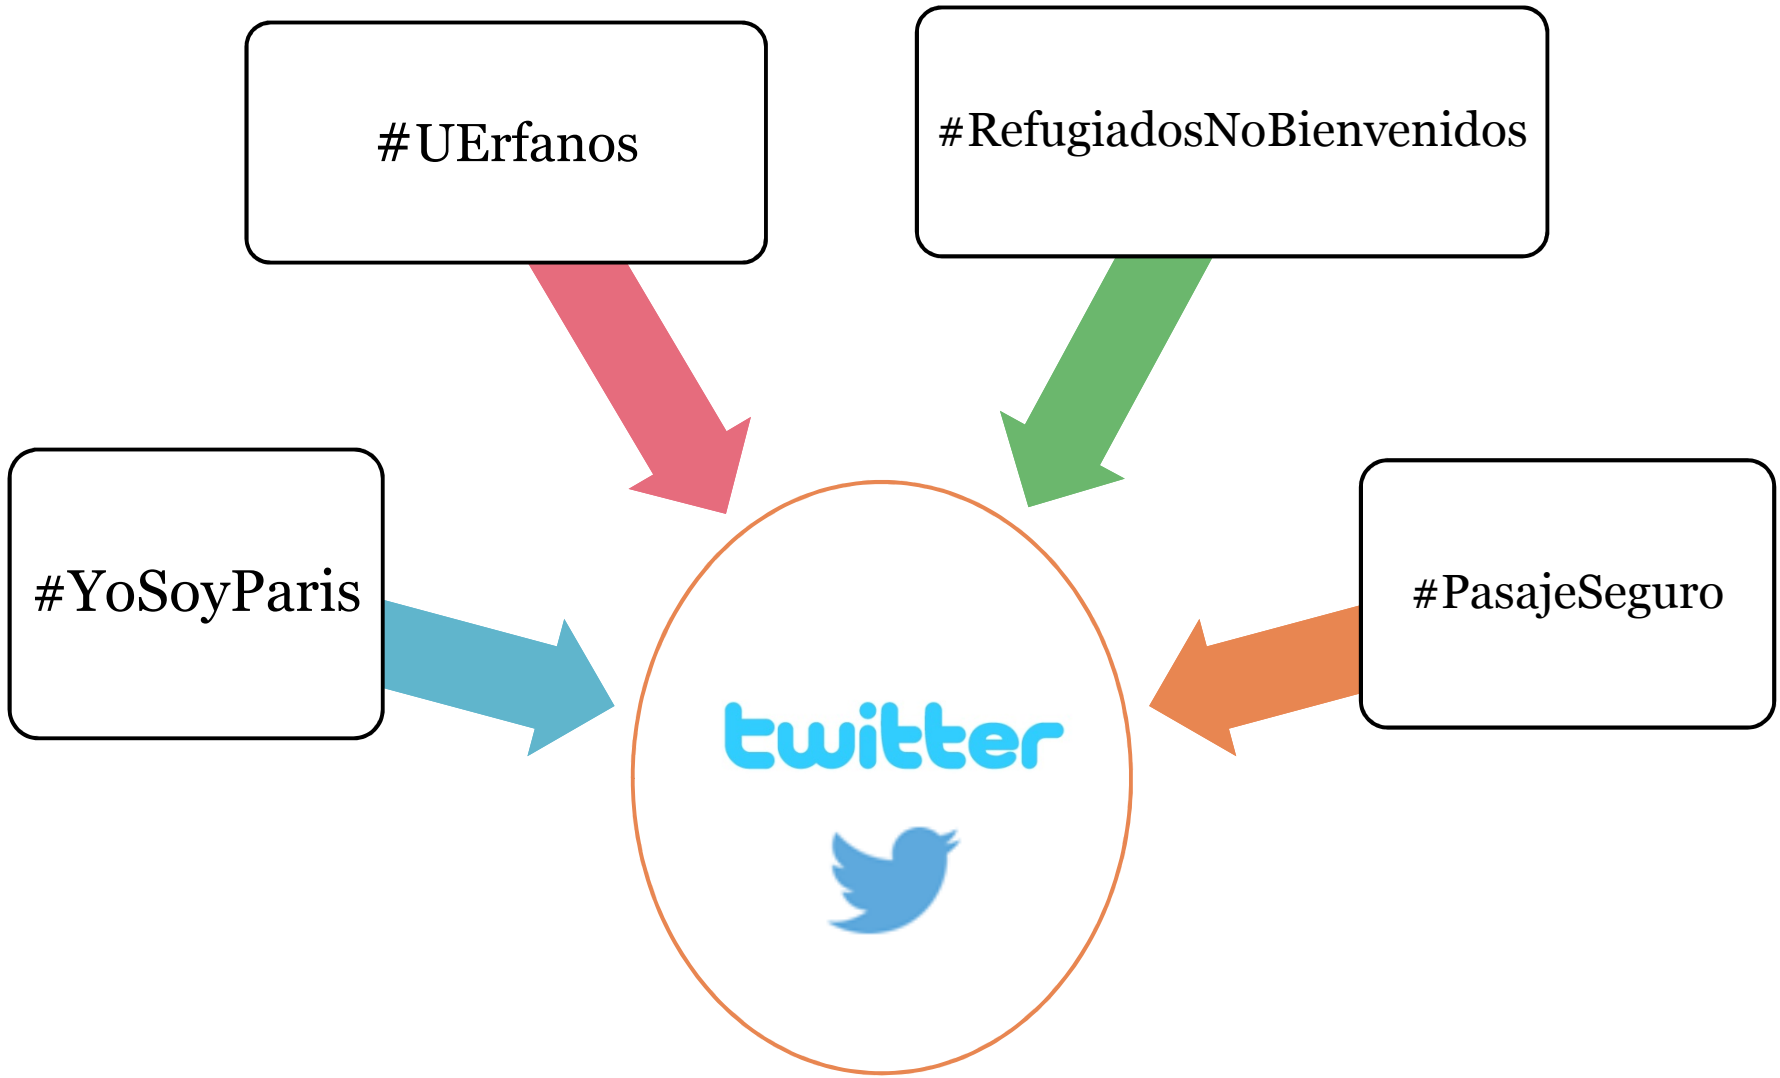 #UErfanos
#RefugiadosNoBienvenidos
#YoSoyParis
#PasajeSeguro
twitter